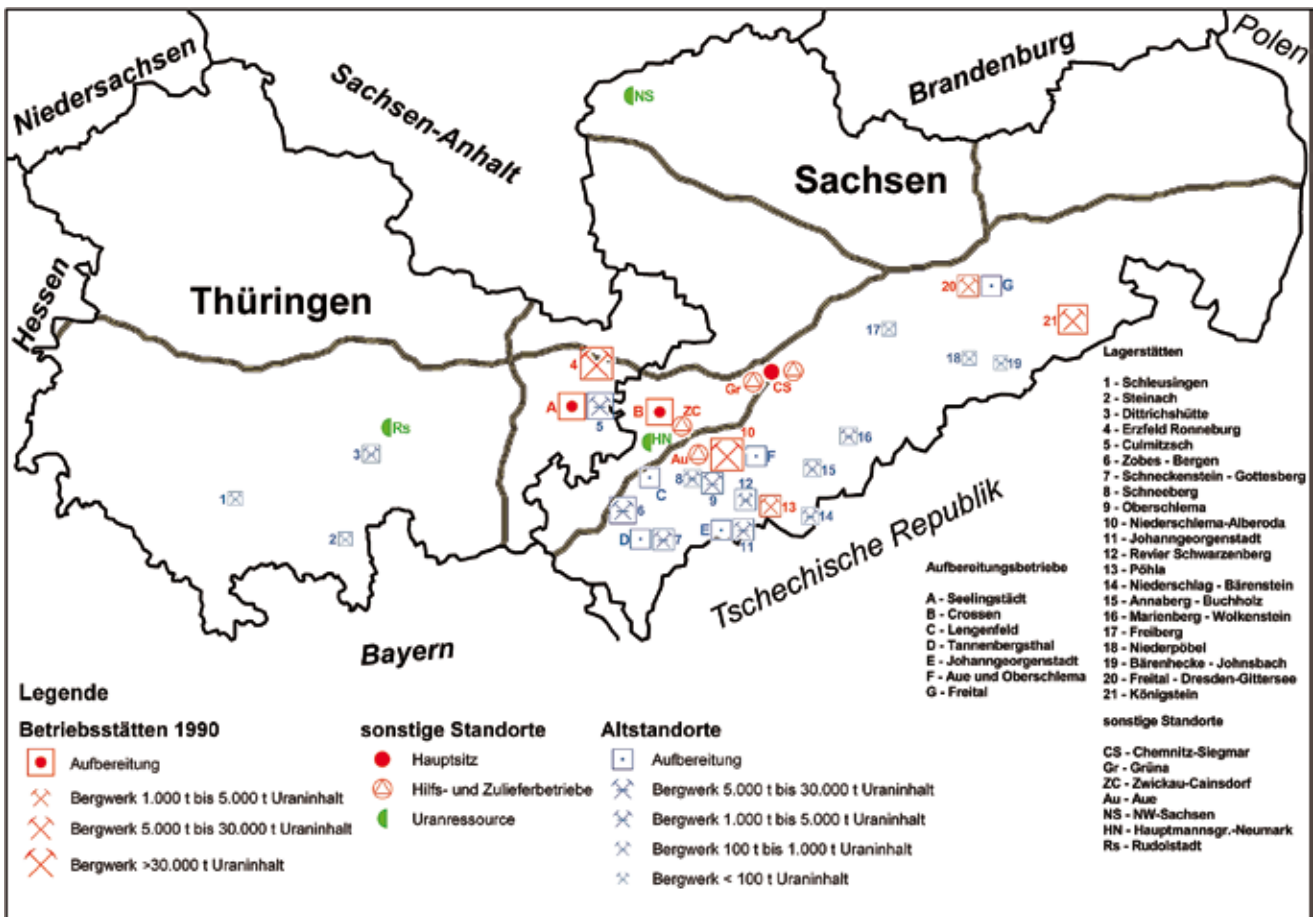 Niedersachsen
Sachsen-Anhalt
Brandenburg
Polen
Hessen
Thüringen
Sachsen
Bayern
Tschechische Republik
NS
Rs
HN
Gr
CS
ZC
Au
A
B
C
D
E
F
G
1
2
3
4
5
6
7
8
9
10
11
12
13
14
15
16
17
18
19
20
21
Lagerstätten
1 - Schleusingen
2 - Steinach
3 - Dittrichshütte
4 - Erzfeld Ronneburg
5 - Culmitzsch
6 - Zobes - Bergen
7 - Schneckenstein - Gottesberg
8 - Schneeberg
9 - Oberschlema
10 - Niederschlema-Alberoda
11 - Johanngeorgenstadt
12 - Revier Schwarzenberg
13 - Pöhla
14 - Niederschlag - Bärenstein
15 - Annaberg - Buchholz
16 - Marienberg - Wolkenstein
17 - Freiberg
18 - Niederpöbel
19 - Bärenhecke - Johnsbach
20 - Freital - Dresden-Gittersee
21 - Königstein
sonstige Standorte
CS - Chemnitz-Siegmar
Gr - Grüna
ZC - Zwickau-Cainsdorf
Au - Aue
NS - NW-Sachsen
HN - Hauptmannsgr.-Neumark
Rs - Rudolstadt
Aufbereitungsbetriebe
A - Seelingstädt
B - Crossen
C - Lengenfeld
D - Tannenbergsthal
E - Johanngeorgenstadt
F - Aue und Oberschlema
G - Freital
Legende
Betriebsstätten 1990
Aufbereitung
Bergwerk 1.000 t bis 5.000 t Uraninhalt
Bergwerk 5.000 t bis 30.000 t Uraninhalt
Bergwerk >30.000 t Uraninhalt
sonstige Standorte
Hauptsitz
Hilfs- und Zulieferbetriebe
Uranressource
Altstandorte
Aufbereitung
Bergwerk 5.000 t bis 30.000 t Uraninhalt
Bergwerk 1.000 t bis 5.000 t Uraninhalt
Bergwerk 100 t bis 1.000 t Uraninhalt
Bergwerk < 100 t Uraninhalt